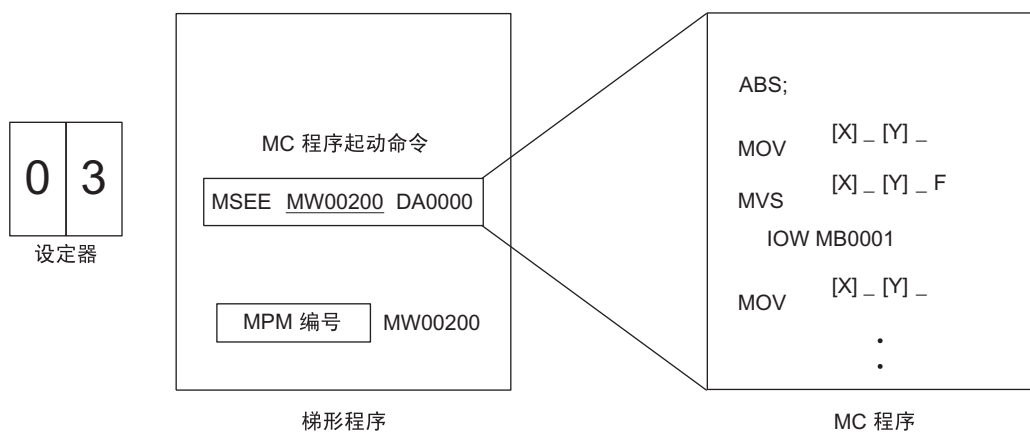 0 3
设定器
MC 程序起动命令
MSEE MW00200 DA0000
MPM 编号 MW00200
梯形程序
ABS;
MOV [X] _ [Y] _
MVS [X] _ [Y] _ F
IOW MB0001
MOV [X] _ [Y] _
MC 程序